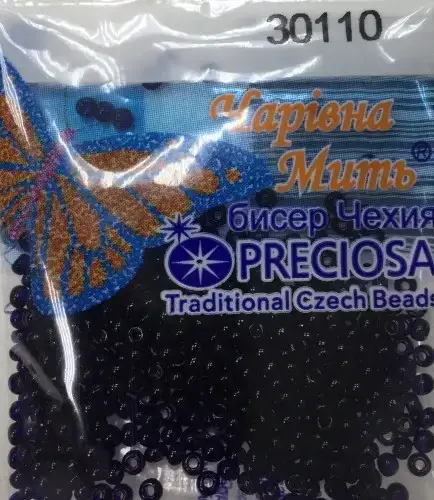 30110
Чарівна
Мить®
бисер Чехия
PRECIOSA
Traditional Czech Beads